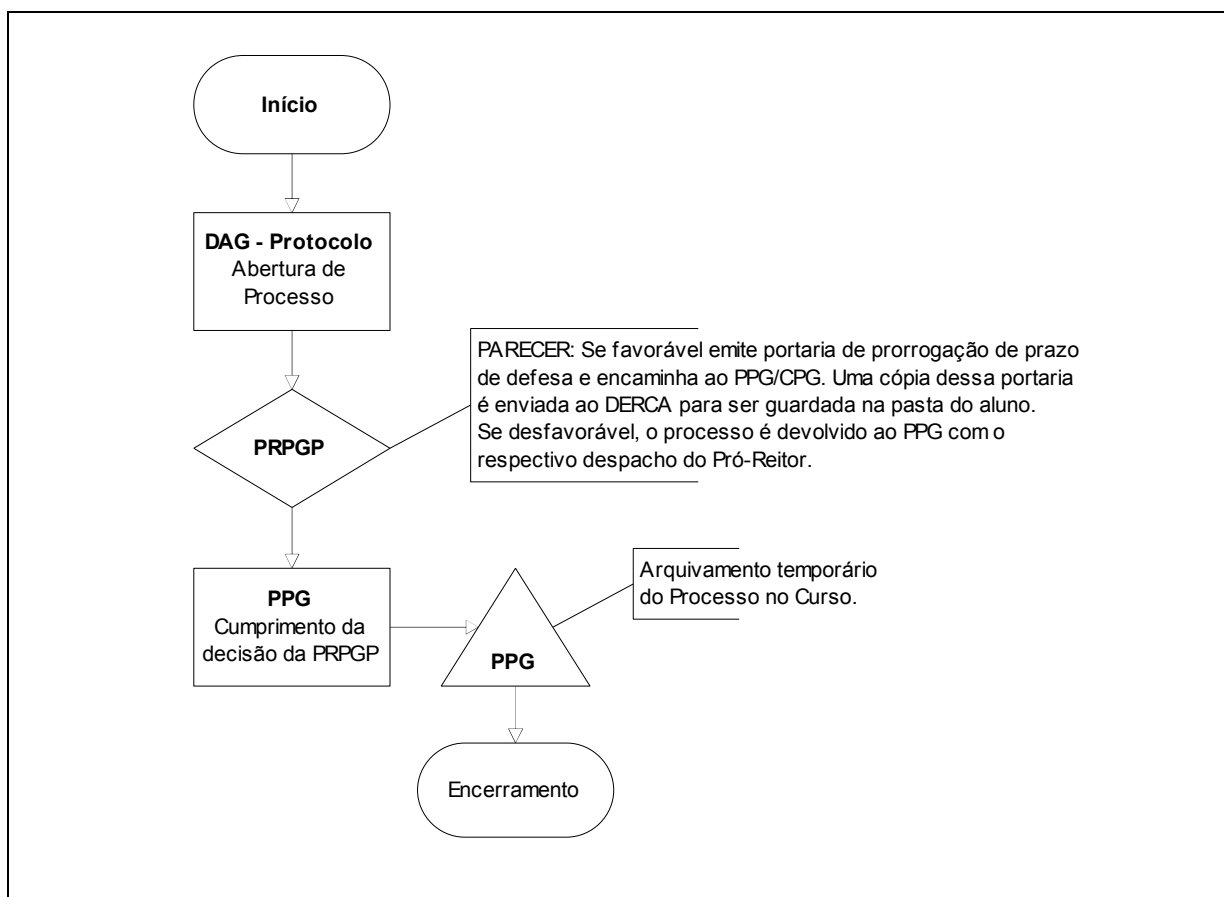 Início
DAG - Protocolo
Abertura de
Processo
PARECER: Se favorável emite portaria de prorrogação de prazo
de defesa e encaminha ao PPG/CPG. Uma cópia dessa portaria
é enviada ao DERCA para ser guardada na pasta do aluno.
Se desfavorável, o processo é devolvido ao PPG com o
respectivo despacho do Pró-Reitor.
PRPGP
Arquivamento temporário
do Processo no Curso.
PPG
Cumprimento da
decisão da PRPGP
PPG
Encerramento